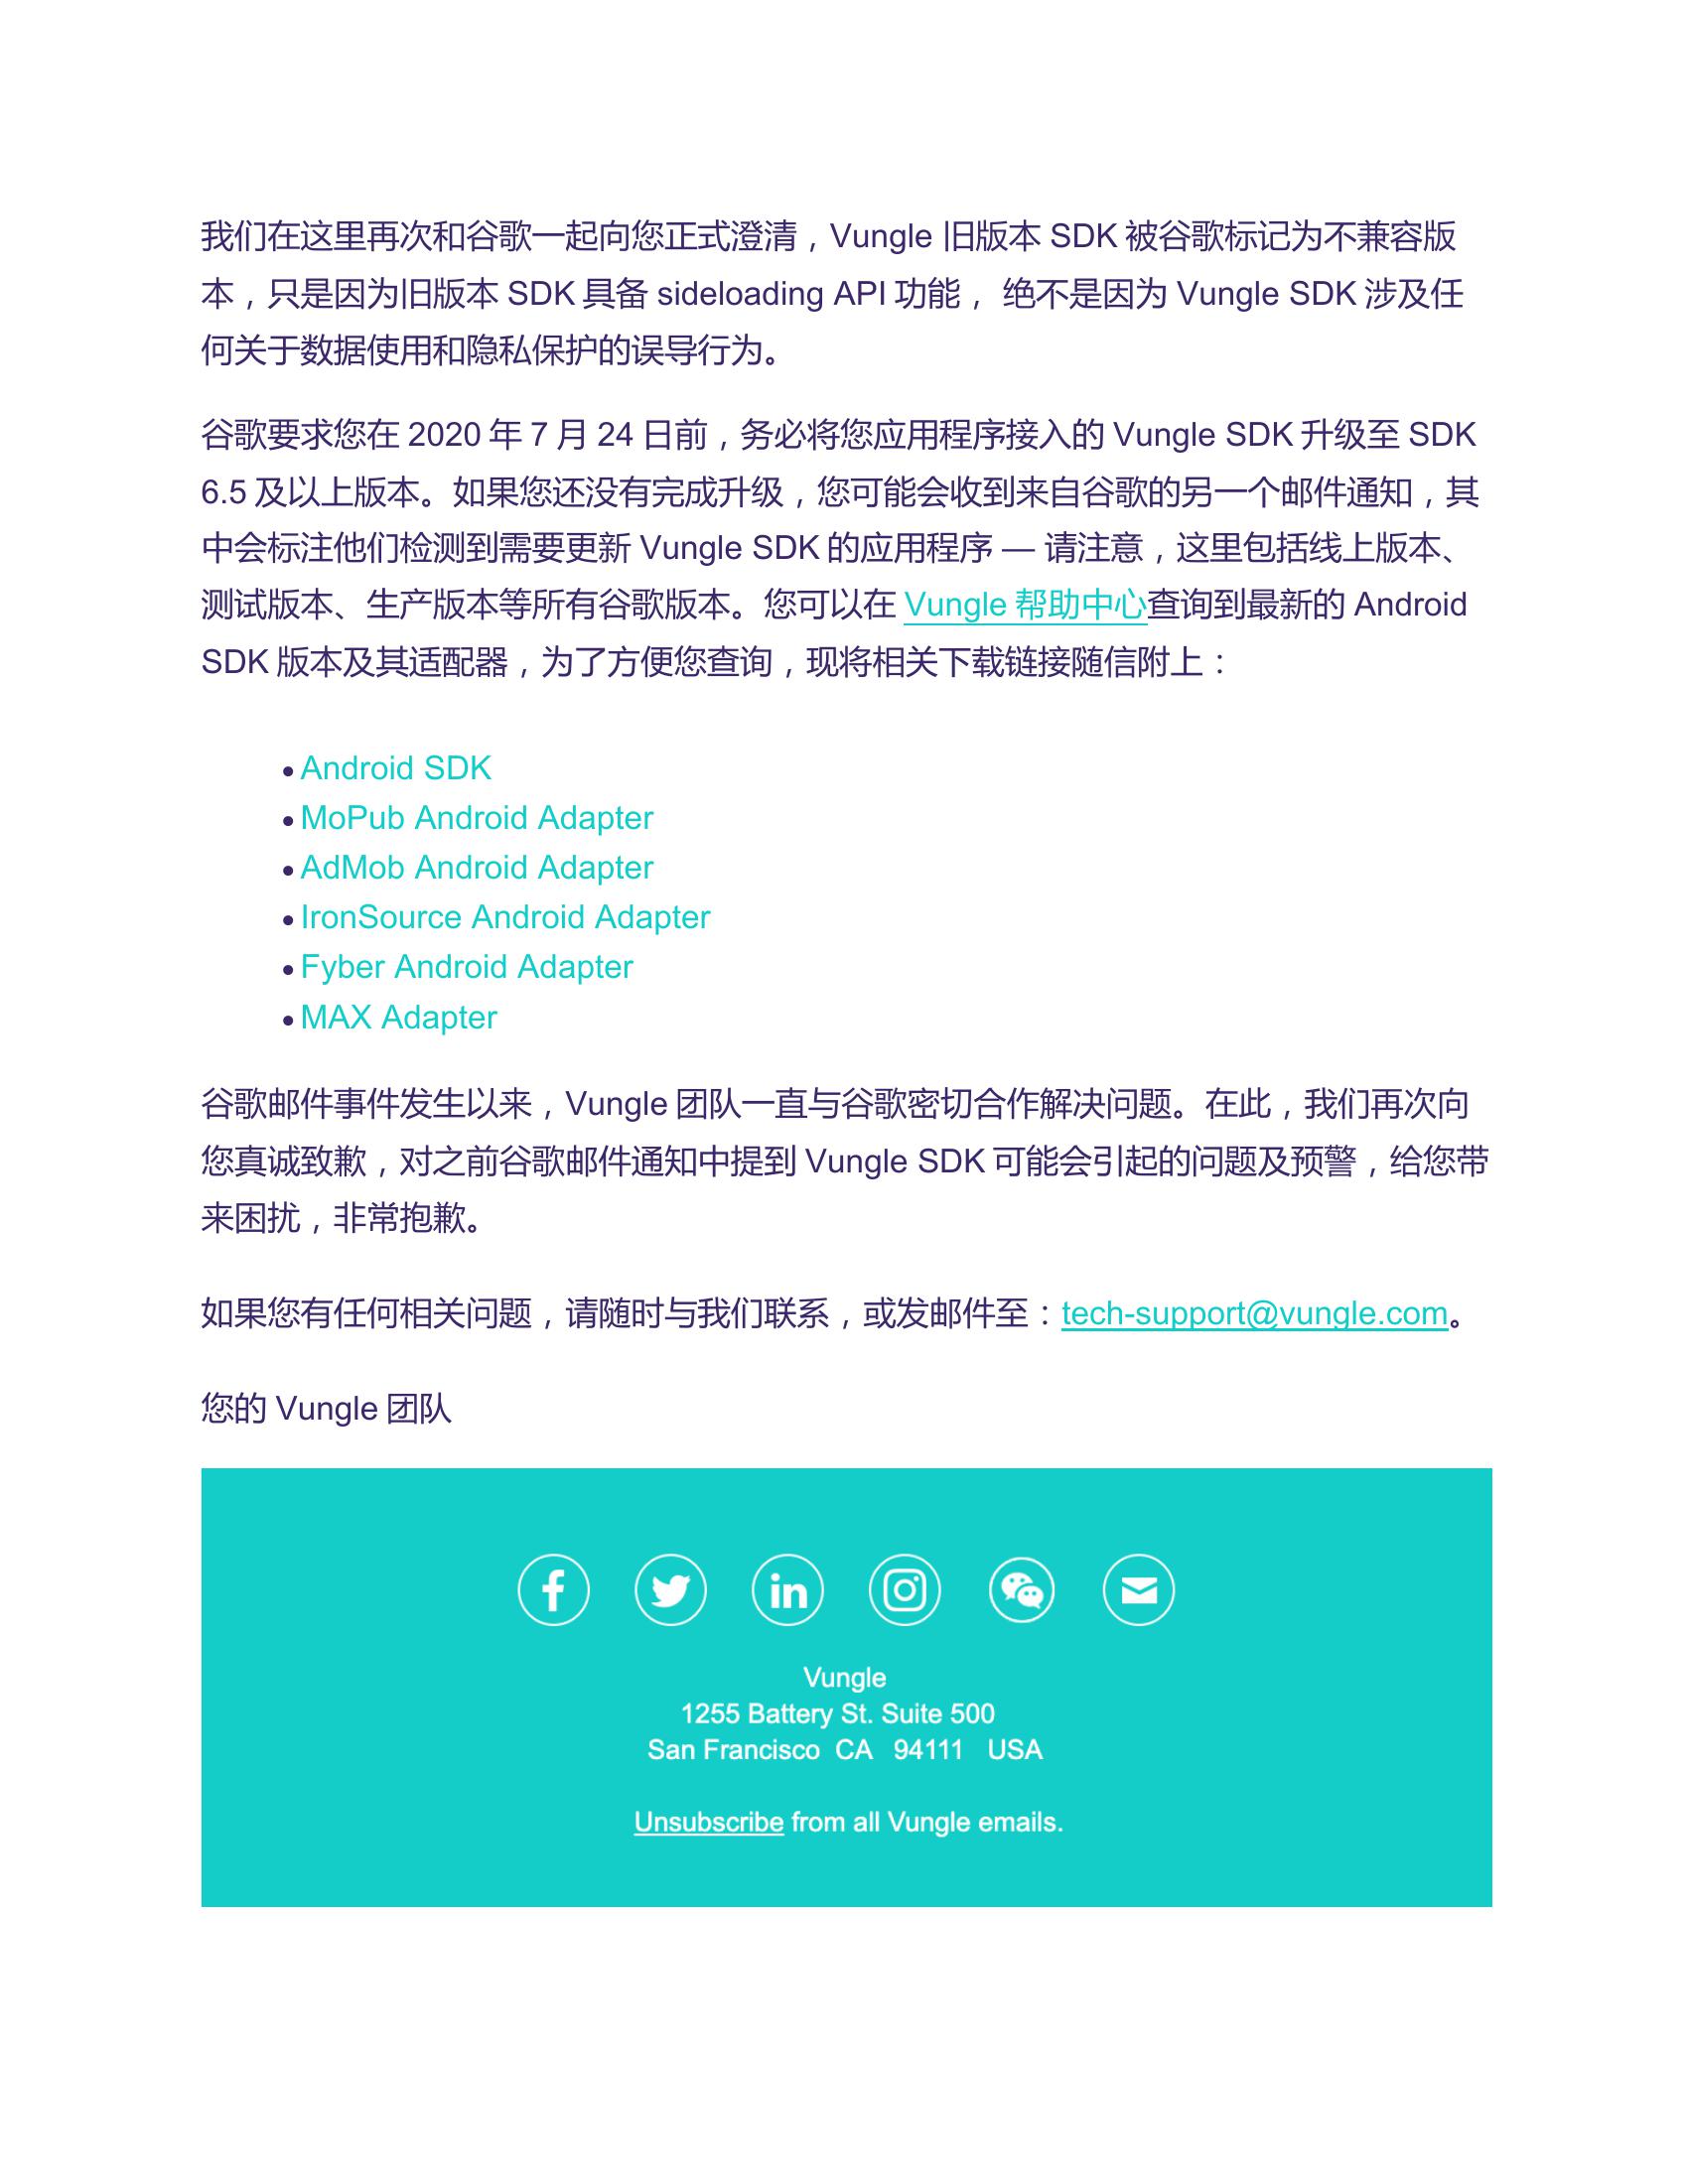 我们在这里再次和谷歌一起向您正式澄清，Vungle 旧版本 SDK 被谷歌标记为不兼容版
本，只是因为旧版本 SDK 具备 sideloading API 功能， 绝不是因为 Vungle SDK 涉及任
何关于数据使用和隐私保护的误导行为。
谷歌要求您在 2020 年 7 月 24 日前，务必将您应用程序接入的 Vungle SDK 升级至 SDK
6.5 及以上版本。如果您还没有完成升级，您可能会收到来自谷歌的另一个邮件通知，其
中会标注他们检测到需要更新 Vungle SDK 的应用程序 — 请注意，这里包括线上版本、
测试版本、生产版本等所有谷歌版本。您可以在 Vungle 帮助中心查询到最新的 Android
SDK 版本及其适配器，为了方便您查询，现将相关下载链接随信附上：
• Android SDK
• MoPub Android Adapter
• AdMob Android Adapter
• IronSource Android Adapter
• Fyber Android Adapter
• MAX Adapter
谷歌邮件事件发生以来，Vungle 团队一直与谷歌密切合作解决问题。在此，我们再次向
您真诚致歉，对之前谷歌邮件通知中提到 Vungle SDK 可能会引起的问题及预警，给您带
来困扰，非常抱歉。
如果您有任何相关问题，请随时与我们联系，或发邮件至：tech-support@vungle.com。
您的 Vungle 团队
Vungle
1255 Battery St. Suite 500
San Francisco CA 94111 USA
Unsubscribe from all Vungle emails.